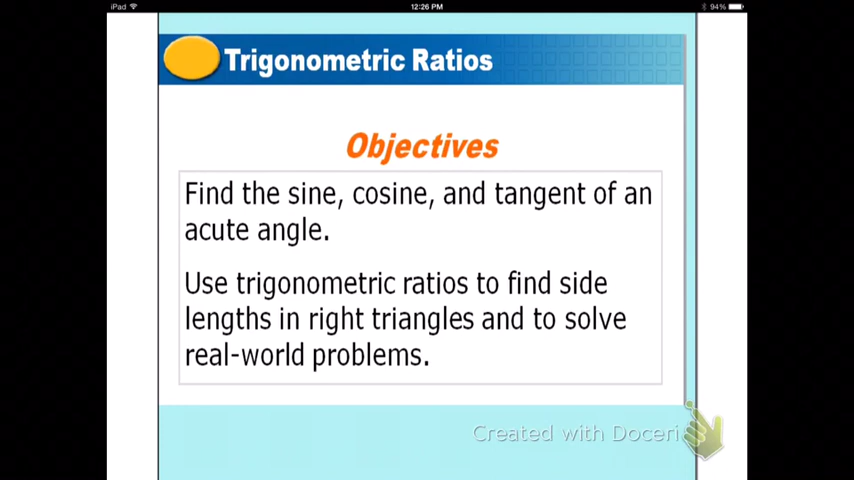 iPad 12:26 PM 94%
Trigonometric Ratios
Objectives
Find the sine, cosine, and tangent of an
acute angle.
Use trigonometric ratios to find side
lengths in right triangles and to solve
real-world problems.
Created with Doceri